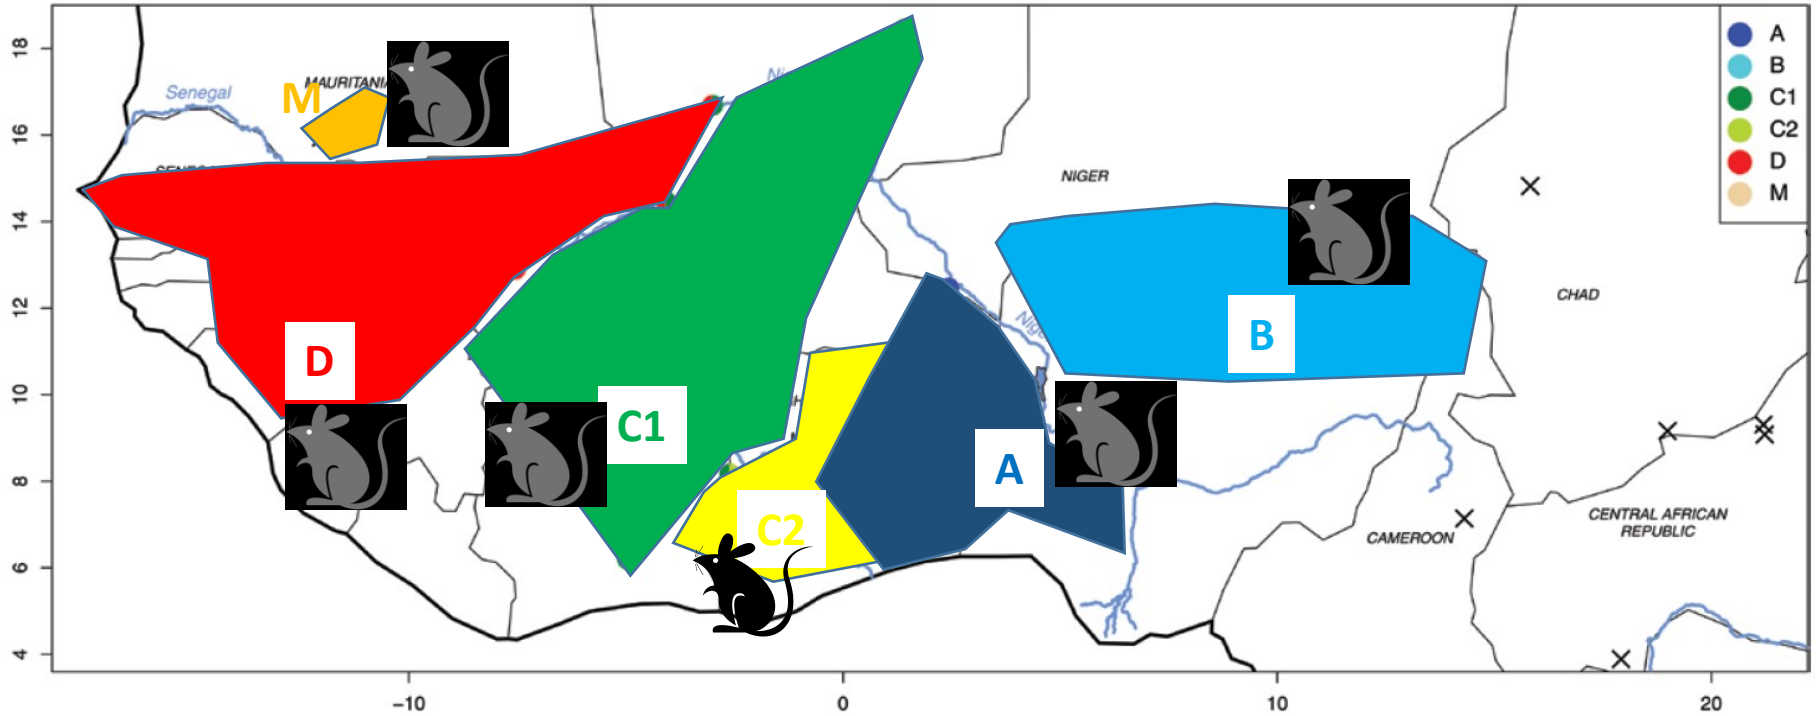 18
16
14
12
10
8
6
4
-10
0
10
20
Senegal
MAURITANIA
M
NIGER
CHAD
CAMEROON
CENTRAL AFRICAN
REPUBLIC
D
C1
C2
A
B
A
B
C1
C2
D
M